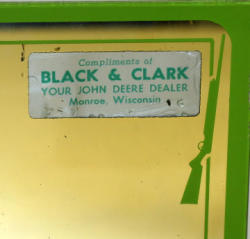 Compliments of
BLACK & CLARK
YOUR JOHN DEERE DEALER
Monroe, Wisconsin